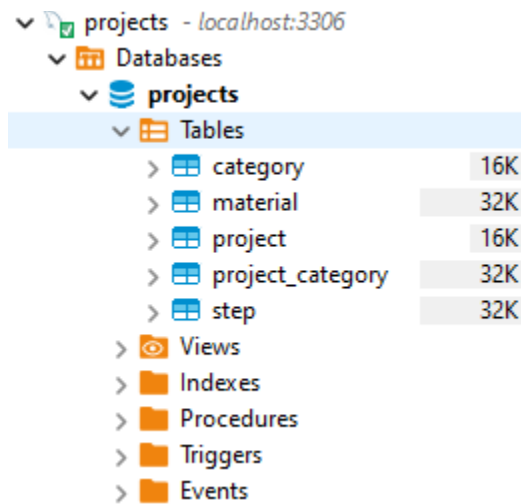 projects - localhost:3306
Databases
projects
Tables
category 16K
material 32K
project 16K
project_category 32K
step 32K
Views
Indexes
Procedures
Triggers
Events